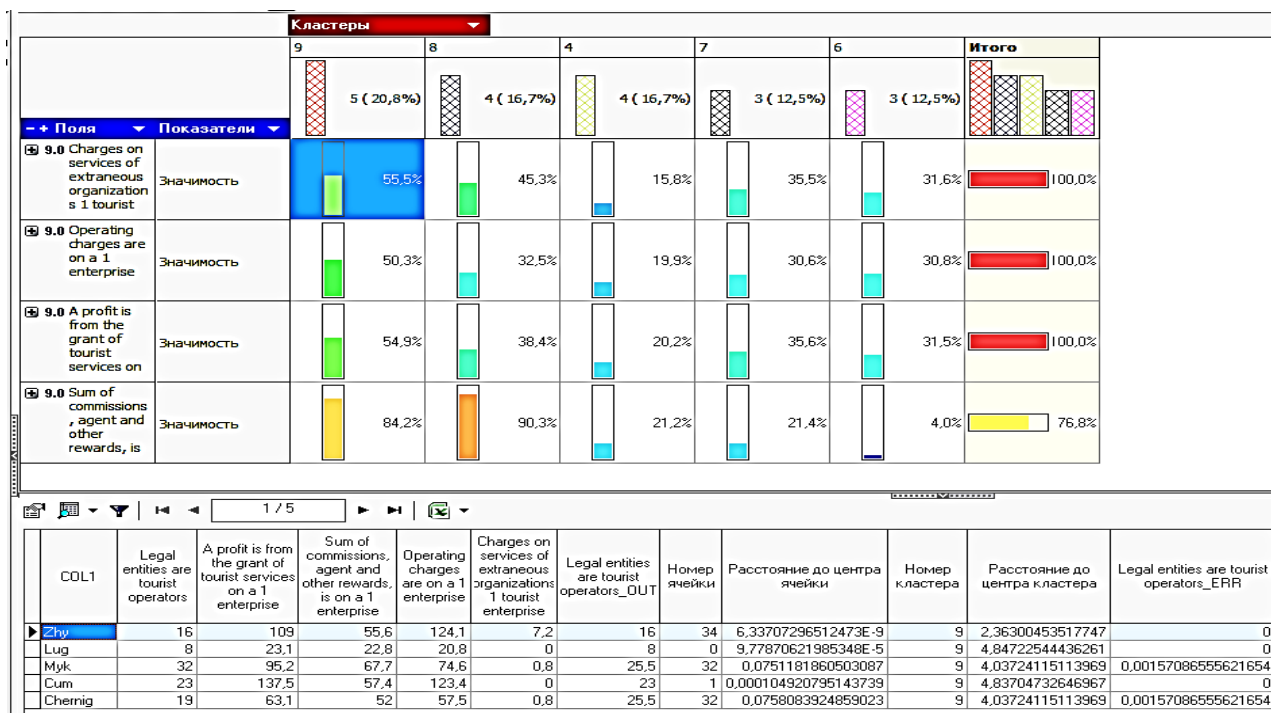 Кластеры
9 8 4 7 6 Итого
5 ( 20,8%) 4 ( 16,7%) 4 ( 16,7%) 3 ( 12,5%) 3 ( 12,5%)
- + Поля Показатели
9.0 Charges on
services of
extraneous
organization
s 1 tourist
Значимость 55,5% 45,3% 15,8% 35,5% 31,6% 100,0%
9.0 Operating
charges are
on a 1
enterprise
Значимость 50,3% 32,5% 19,9% 30,6% 30,8% 100,0%
9.0 A profit is
from the
grant of
tourist
services on
Значимость 54,9% 38,4% 20,2% 35,6% 31,5% 100,0%
9.0 Sum of
commissions
, agent and
other
rewards, is
Значимость 84,2% 90,3% 21,2% 21,4% 4,0% 76,8%
1 / 5
COL1
Legal
entities are
tourist
operators
A profit is from
the grant of
tourist services
on a 1
enterprise
Sum of
commissions,
agent and
other rewards,
is on a 1
enterprise
Operating
charges
are on a 1
enterprise
Charges on
services of
extraneous
organizations
1 tourist
enterprise
Legal entities
are tourist
operators_OUT
Номер
ячейки
Расстояние до центра
ячейки
Номер
кластера
Расстояние до
центра кластера
Legal entities are tourist
operators_ERR
Zhy 16 109 55,6 124,1 7,2 16 34 6,33707296512473E-9 9 2,36300453517747 0
Lug 8 23,1 22,8 20,8 0 8 0 9,77870621985348E-5 9 4,84722544436261 0
Myk 32 95,2 67,7 74,6 0,8 25,5 32 0,0751181860503087 9 4,03724115113969 0,001570865555621654
Cum 23 137,5 57,4 123,4 0 23 1 0,000104920795143739 9 4,83704732646967 0
Chernig 19 63,1 52 57,5 0,8 25,5 32 0,0758083924859023 9 4,03724115113969 0,001570865555621654